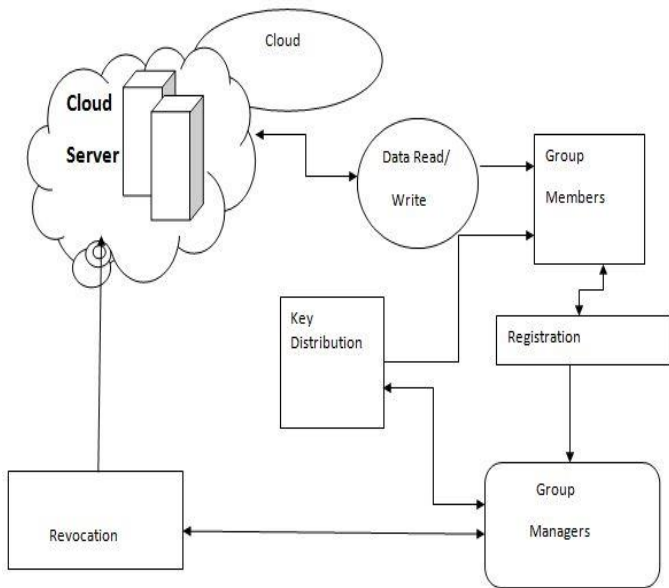 Cloud
Cloud
Server
Data Read/
Write
Group
Members
Key
Distribution
Registration
Group
Managers
Revocation